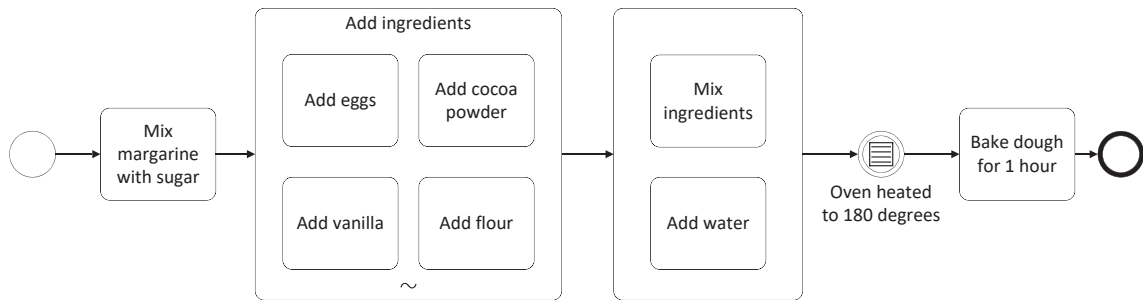 Add ingredients
Add eggs
Add cocoa
powder
Mix
ingredients
Mix
margarine
with sugar
Bake dough
for 1 hour
Oven heated
to 180 degrees
Add vanilla
Add flour
Add water
~